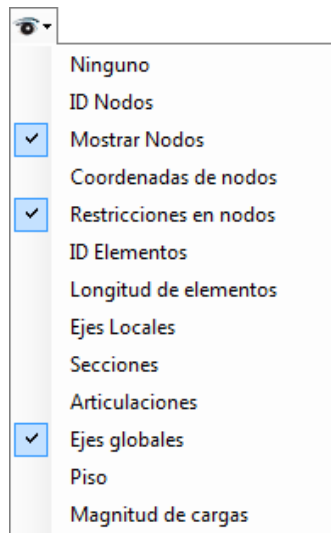 Ninguno
ID Nodos
Mostrar Nodos
Coordenadas de nodos
Restricciones en nodos
ID Elementos
Longitud de elementos
Ejes Locales
Secciones
Articulaciones
Ejes globales
Piso
Magnitud de cargas